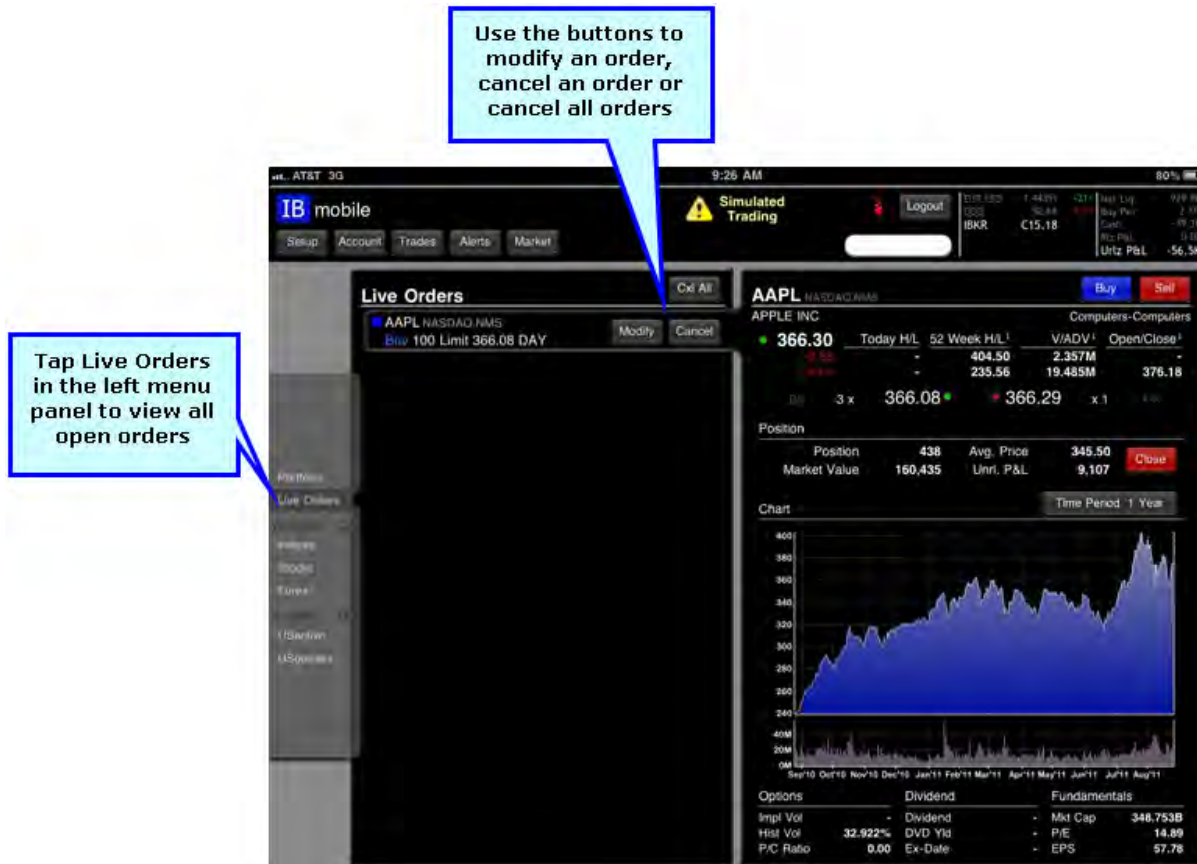 Use the buttons to
modify an order,
cancel an order or
cancel all orders
AT&T 3G 9:26 AM 80%
IB mobile
Simulated
Trading
Logout
IBKR C15.18
Urlz P&L -56.5
Setup Account Trades Alerts Market
Tap Live Orders
in the left menu
panel to view all
open orders
Portfolio
Live Orders
Live Orders Cxl All
AAPL NASDAQ.NMS
Buy 100 Limit 366.08 DAY
Modify Cancel
AAPL NASDAQ.NMS Buy Sell
APPLE INC Computers-Computers
366.30 Today H/L 52 Week H/L¹ V/ADV¹ Open/Close¹
- 404.50 2.357M -
- 235.56 19.485M 376.18
3 x 366.08 366.29 x 1
Position
Position 438 Avg. Price 345.50
Close
Market Value 160,435 Unrl. P&L 9,107
Chart Time Period 1 Year
400
380
360
340
320
300
280
260
240
40M
20M
0M
Sep'10 Oct'10 Nov'10 Dec'10 Jan'11 Feb'11 Mar'11 Apr'11 May'11 Jun'11 Jul'11 Aug'11
Options Dividend Fundamentals
Impl Vol - Dividend - Mkt Cap 348.753B
Hist Vol 32.922% DVD Yld - P/E 14.89
P/C Ratio 0.00 Ex-Date - EPS 57.78